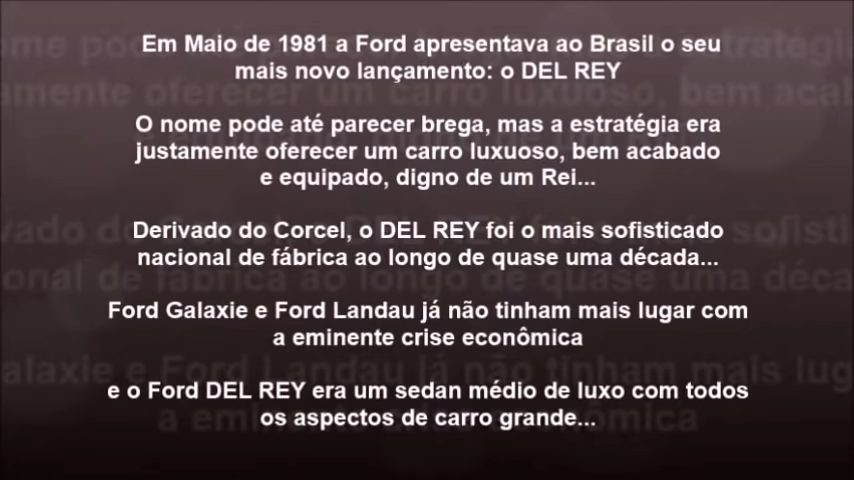 Em Maio de 1981 a Ford apresentava ao Brasil o seu
mais novo lançamento: o DEL REY
O nome pode até parecer brega, mas a estratégia era
justamente oferecer um carro luxuoso, bem acabado
e equipado, digno de um Rei...
Derivado do Corcel, o DEL REY foi o mais sofisticado
nacional de fábrica ao longo de quase uma década...
Ford Galaxie e Ford Landau já não tinham mais lugar com
a eminente crise econômica
e o Ford DEL REY era um sedan médio de luxo com todos
os aspectos de carro grande...